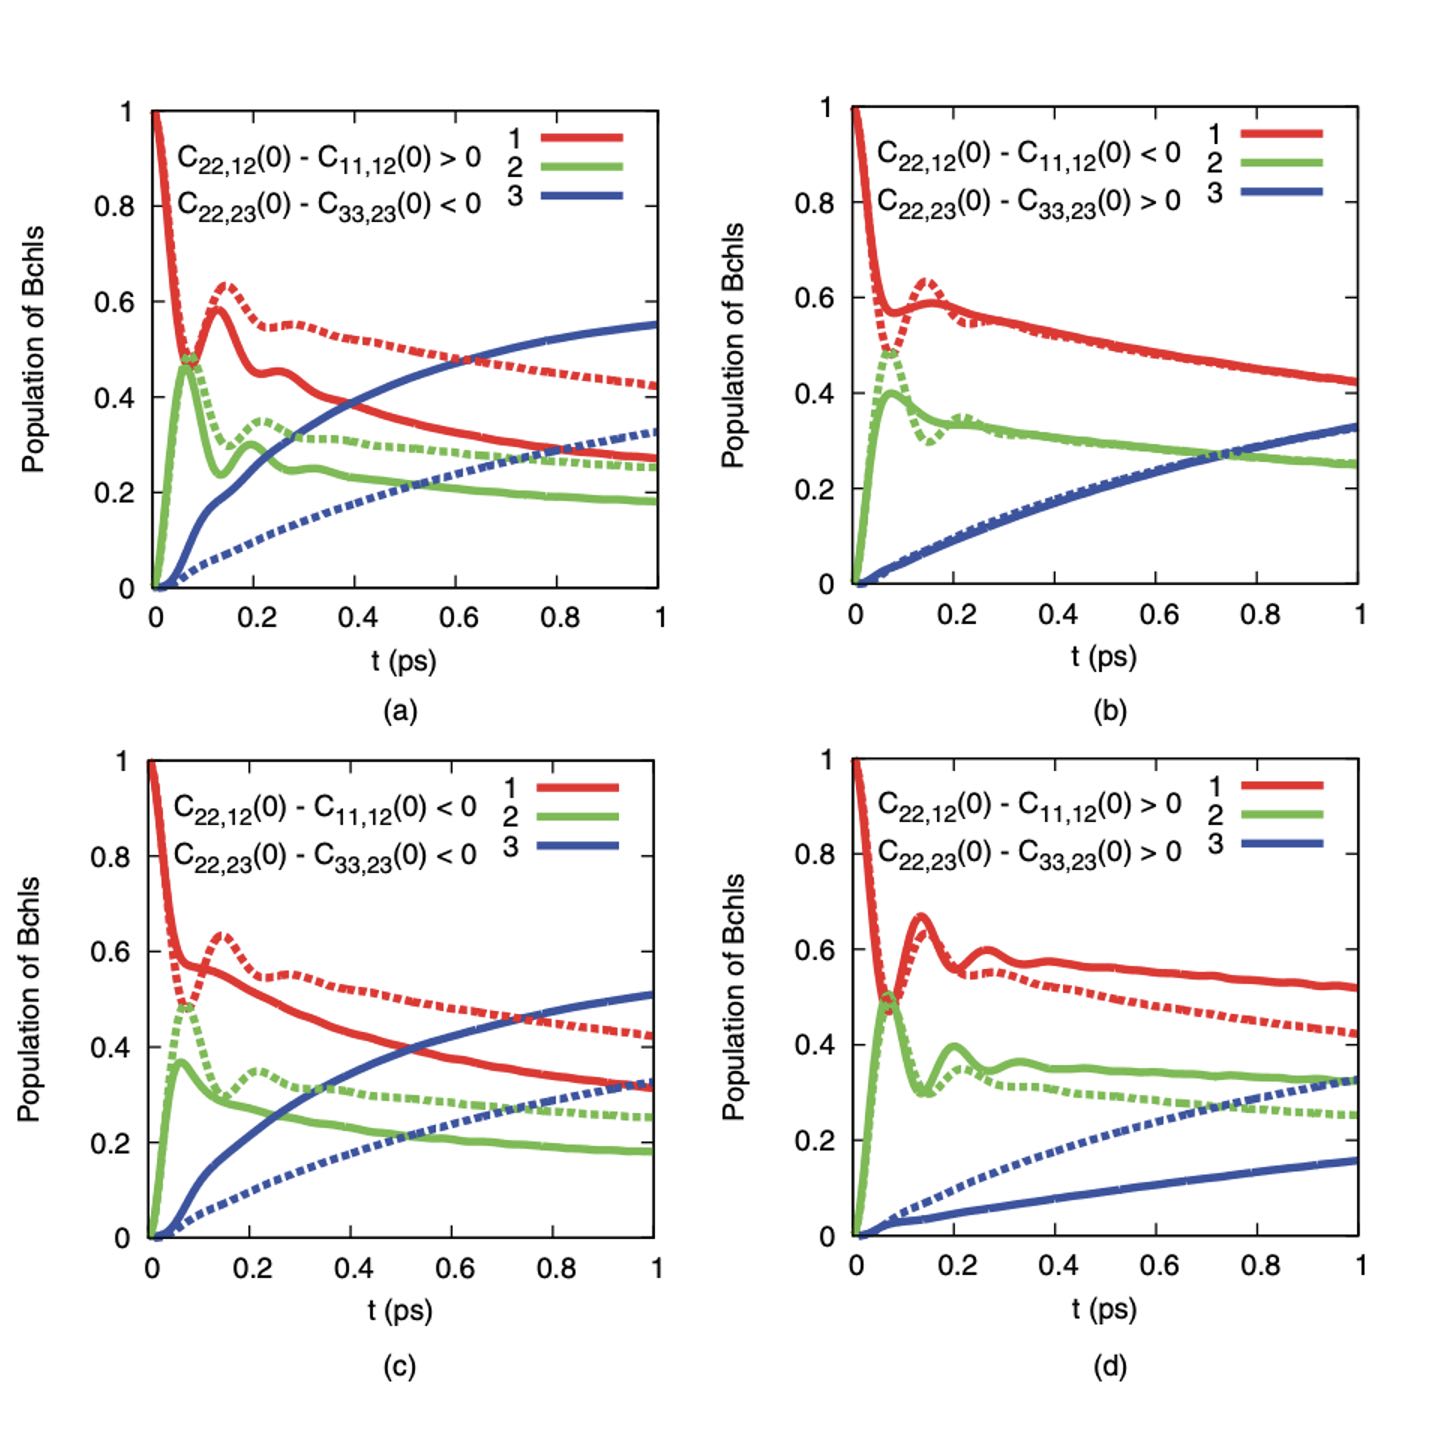 1
0.8
0.6
0.4
0.2
0
Population of Bchls
C22,12(0) - C11,12(0) > 0
C22,23(0) - C33,23(0) < 0
1
2
3
0 0.2 0.4 0.6 0.8 1
t (ps)
(a)
1
0.8
0.6
0.4
0.2
0
Population of Bchls
C22,12(0) - C11,12(0) < 0
C22,23(0) - C33,23(0) > 0
1
2
3
0 0.2 0.4 0.6 0.8 1
t (ps)
(b)
1
0.8
0.6
0.4
0.2
0
Population of Bchls
C22,12(0) - C11,12(0) < 0
C22,23(0) - C33,23(0) < 0
1
2
3
0 0.2 0.4 0.6 0.8 1
t (ps)
(c)
1
0.8
0.6
0.4
0.2
0
Population of Bchls
C22,12(0) - C11,12(0) > 0
C22,23(0) - C33,23(0) > 0
1
2
3
0 0.2 0.4 0.6 0.8 1
t (ps)
(d)